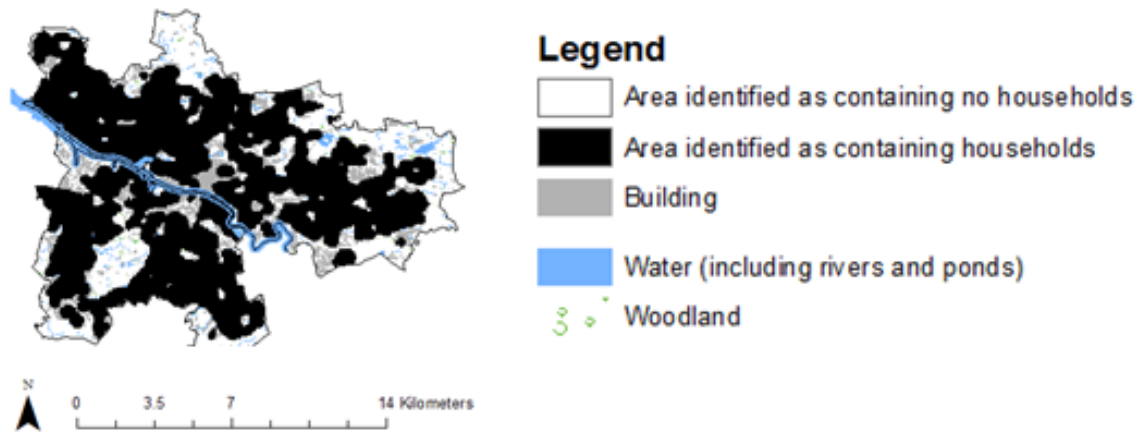 Legend
Area identified as containing no households
Area identified as containing households
Building
Water (including rivers and ponds)
Woodland
N
0 3.5 7 14 Kilometers